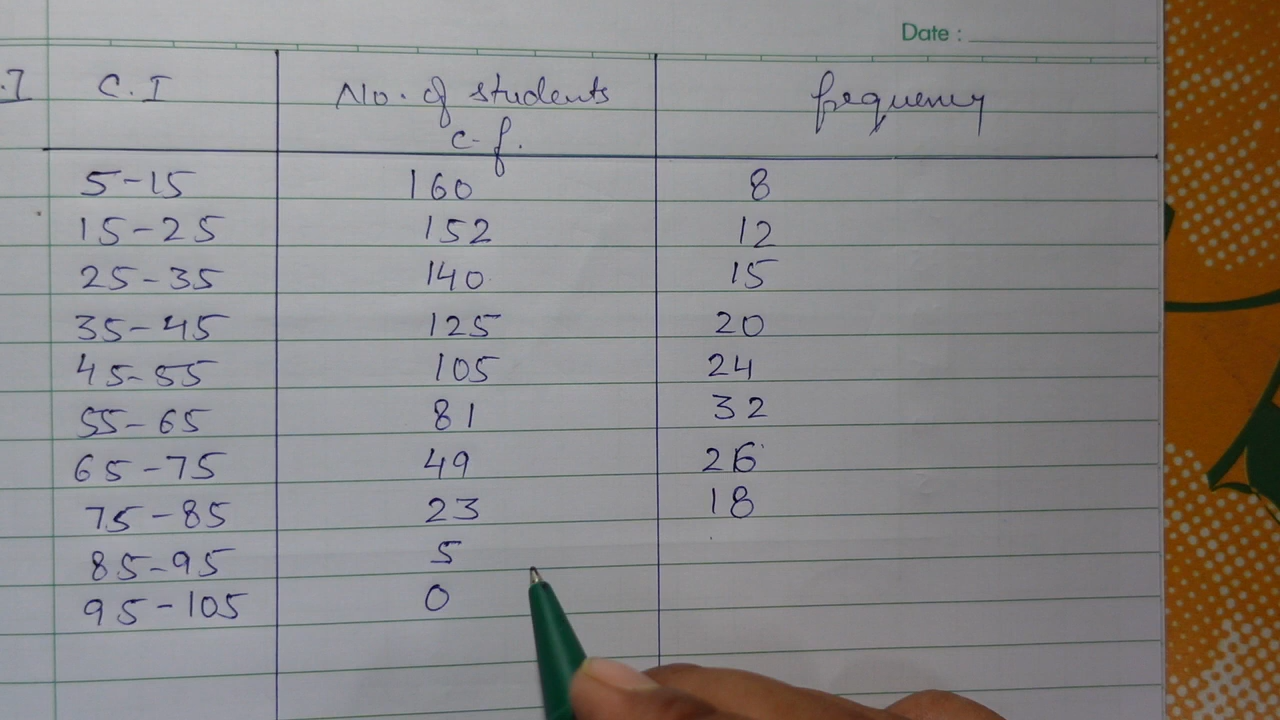 Date :
.I C.I No. of students frequency
c.f.
5-15 160 8
15-25 152 12
25-35 140 15
35-45 125 20
45-55 105 24
55-65 81 32
65-75 49 26
75-85 23 18
85-95 5
95-105 0